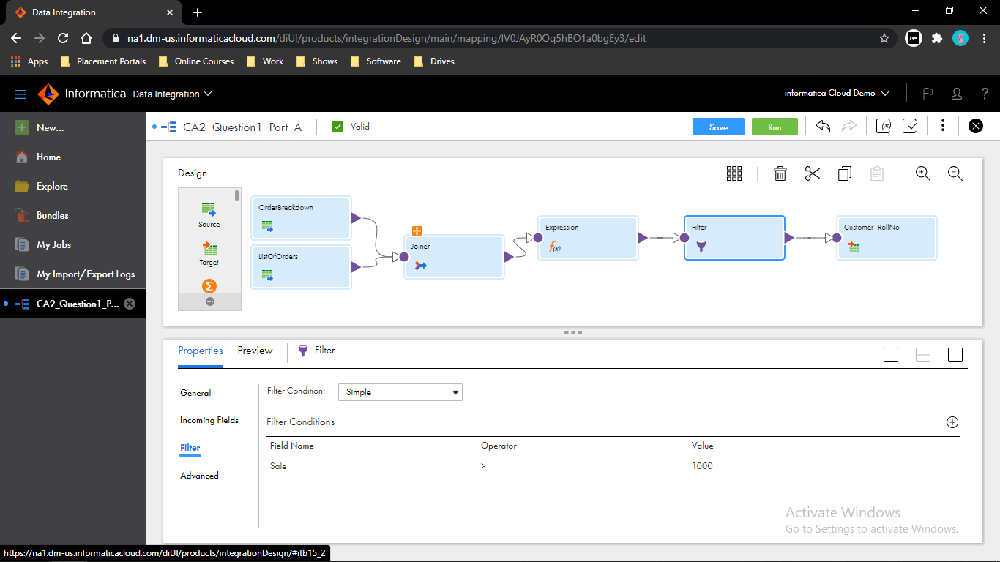 Data Integration
na1.dm-us.informaticacloud.com/diUI/products/integrationDesign/main/mapping/lV0JAyR0Oq5hBO1a0bgEy3/edit
Apps Placement Portals Online Courses Work Shows Software Drives
Informatica Data Integration informatica Cloud Demo ?
New...
Home
Explore
Bundles
My Jobs
My Import/Export Logs
CA2_Question1_P...
CA2_Question1_Part_A Valid Save Run (x)
Design
Source
Target
OrderBreakdown
ListOfOrders
Joiner
Expression
f(x)
Filter
Customer_RollNo
Properties Preview Filter
General
Incoming Fields
Filter
Advanced
Filter Condition: Simple
Filter Conditions
Field Name Operator Value
Sale > 1000
Activate Windows
Go to Settings to activate Windows.
https://na1.dm-us.informaticacloud.com/diUI/products/integrationDesign/#itb15_2